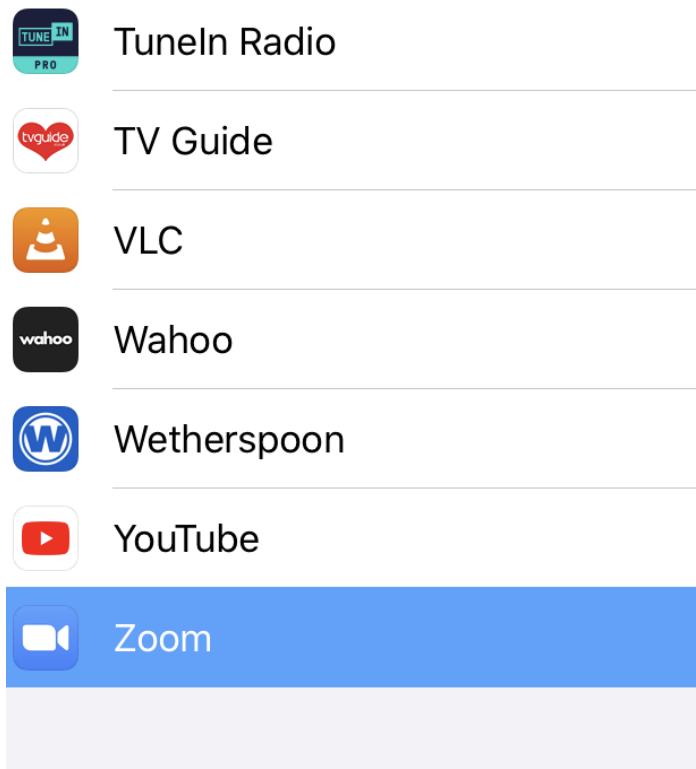 TUNE IN
PRO
TuneIn Radio
tvguide
TV Guide
VLC
wahoo
Wahoo
W
Wetherspoon
YouTube
Zoom